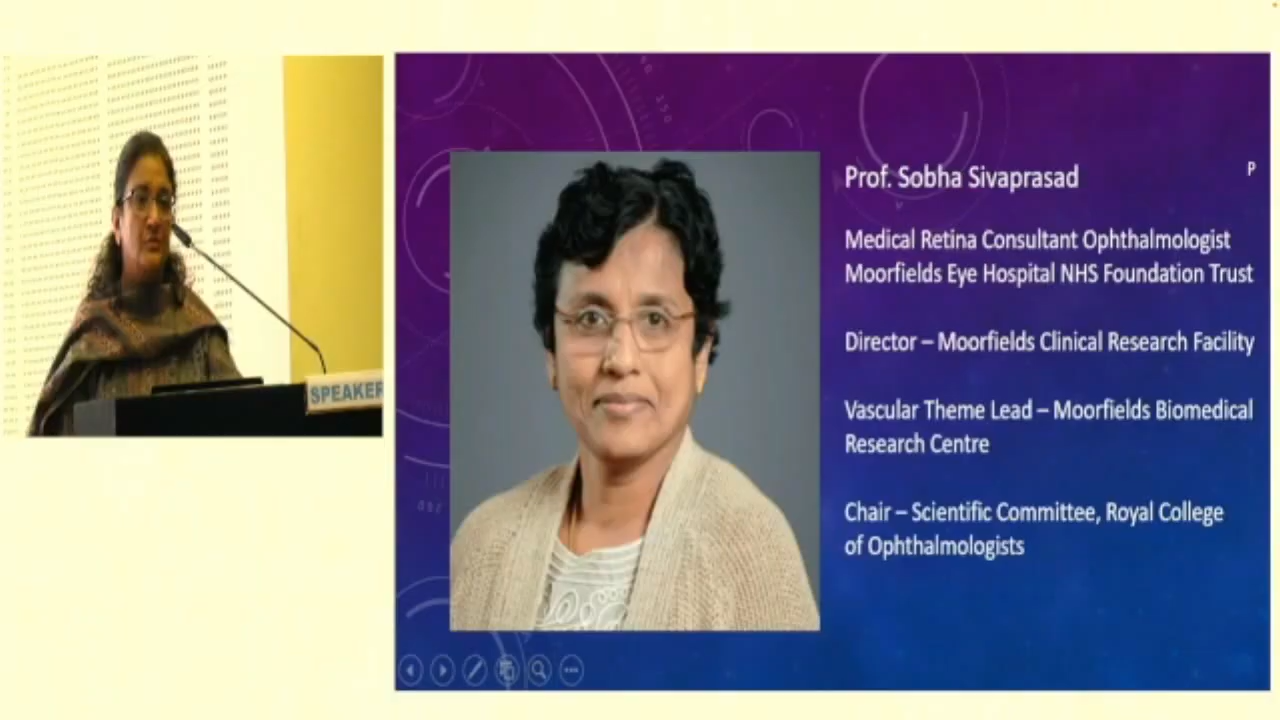 Prof. Sobha Sivaprasad
P
Medical Retina Consultant Ophthalmologist
Moorfields Eye Hospital NHS Foundation Trust
Director – Moorfields Clinical Research Facility
Vascular Theme Lead – Moorfields Biomedical
Research Centre
Chair – Scientific Committee, Royal College
of Ophthalmologists
SPEAKER